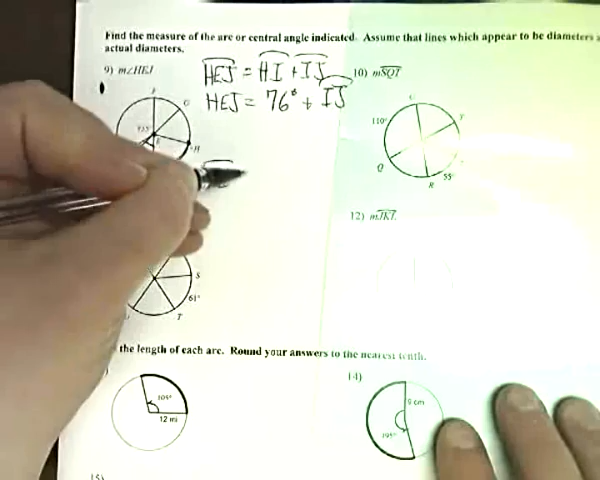 Find the measure of the arc or central angle indicated. Assume that lines which appear to be diameters
actual diameters.
9) m∠HEJ
HEJ = HI + IJ
10) mSQT
HEJ = 76° + IJ
F
G
135°
H
110°
Q
R
55°
12) mJKL
S
61°
T
the length of each arc. Round your answers to the nearest tenth.
14)
105°
12 mi
9 cm
195°
15)